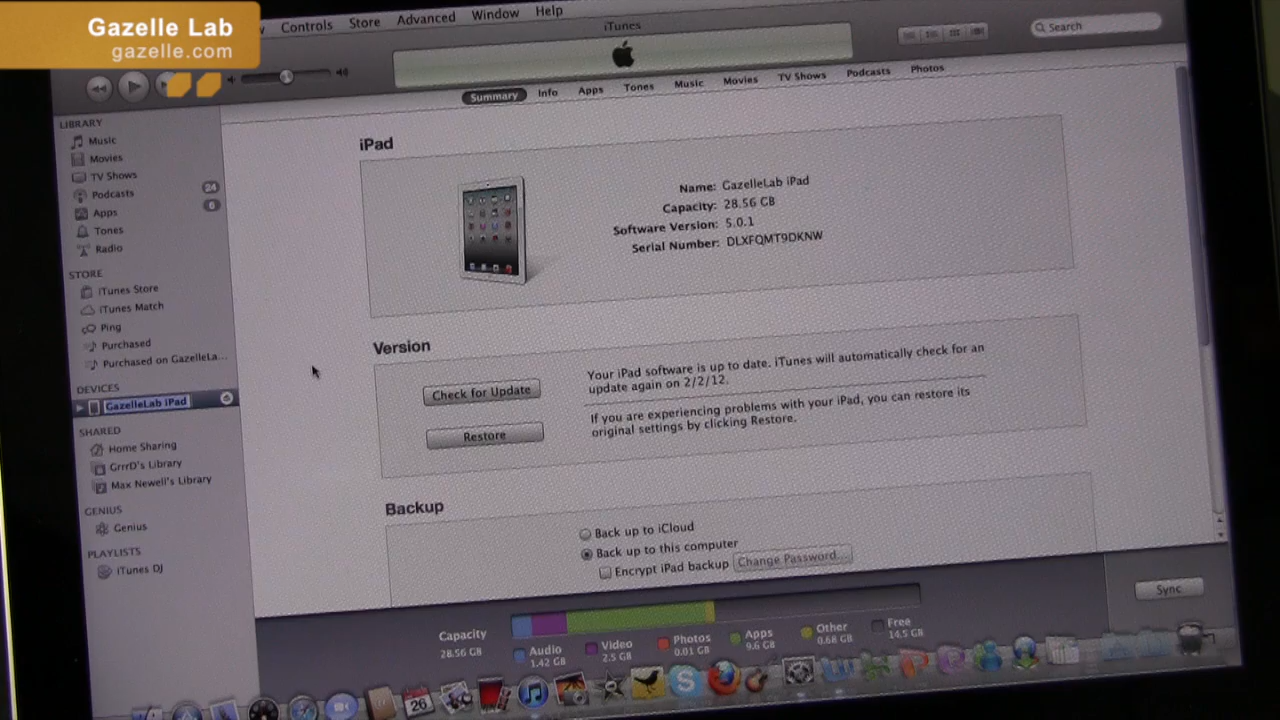 Gazelle Lab
gazelle.com
Controls Store Advanced Window Help
iTunes
Search
Summary Info Apps Tones Music Movies TV Shows Podcasts Photos
LIBRARY
Music
Movies
TV Shows
Podcasts 24
Apps 6
Tones
Radio
STORE
iTunes Store
iTunes Match
Ping
Purchased
Purchased on GazelleLa...
DEVICES
GazelleLab iPad
SHARED
Home Sharing
GrrrD's Library
Max Newell's Library
GENIUS
Genius
PLAYLISTS
iTunes DJ
iPad
Name: GazelleLab iPad
Capacity: 28.56 GB
Software Version: 5.0.1
Serial Number: DLXFQMT9DKNW
Version
Check for Update
Your iPad software is up to date. iTunes will automatically check for an
update again on 2/2/12.
Restore
If you are experiencing problems with your iPad, you can restore its
original settings by clicking Restore.
Backup
Back up to iCloud
Back up to this computer
Encrypt iPad backup Change Password...
Capacity
28.56 GB
Audio
1.42 GB
Video
2.5 GB
Photos
0.01 GB
Apps
9.6 GB
Other
0.68 GB
Free
14.5 GB
Sync
26